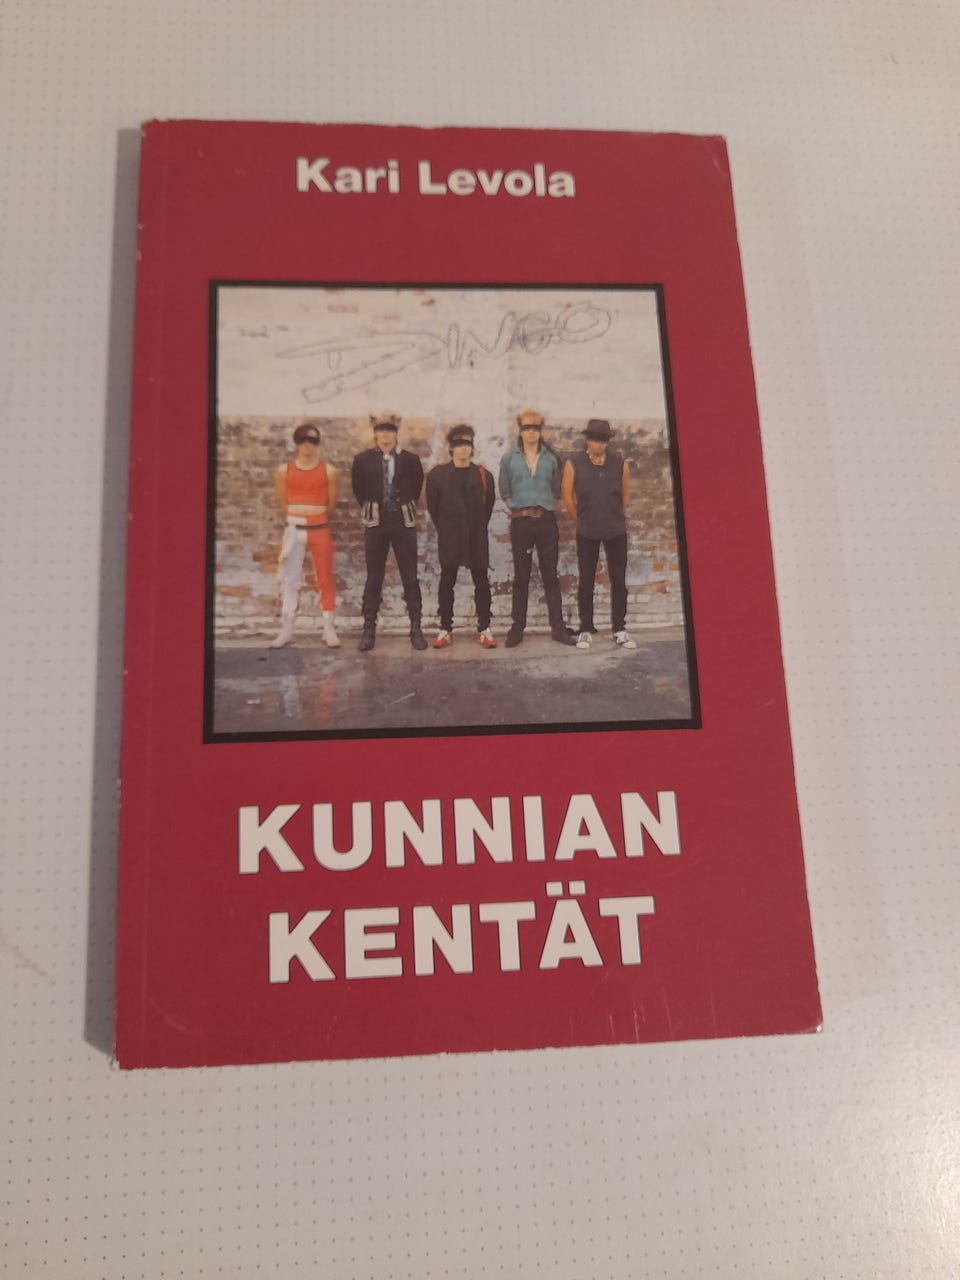 Kari Levola
DINGO
KUNNIAN
KENTÄT